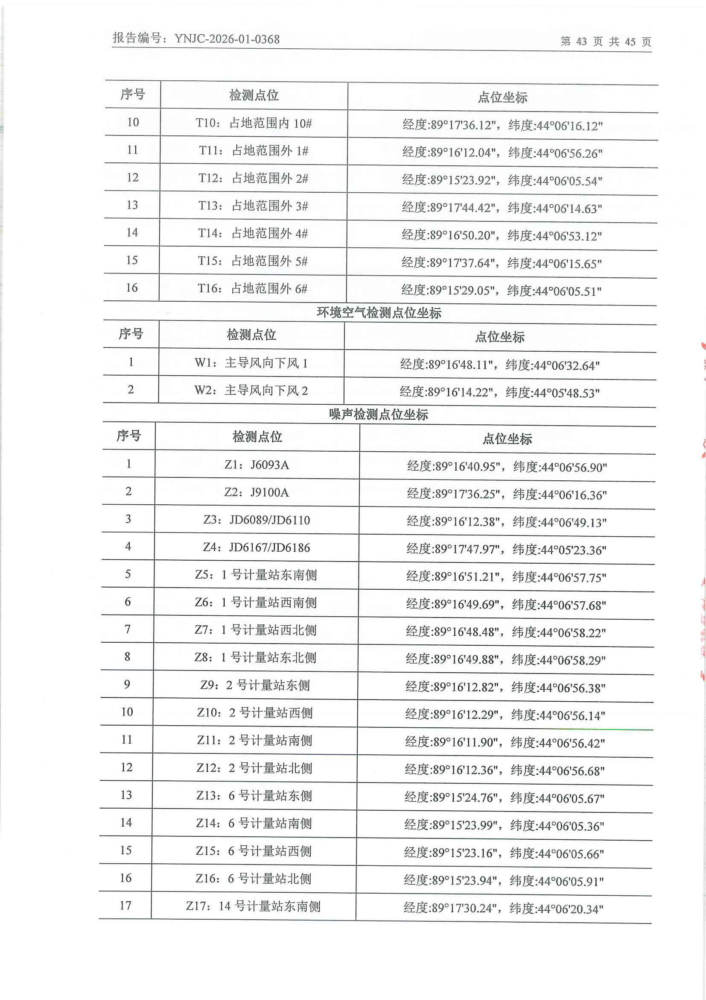 报告编号：YNJC-2026-01-0368
第 43 页 共 45 页
序号 检测点位 点位坐标
10 T10：占地范围内 10# 经度:89°17'36.12"，纬度:44°06'16.12"
11 T11：占地范围外 1# 经度:89°16'12.04"，纬度:44°06'56.26"
12 T12：占地范围外 2# 经度:89°15'23.92"，纬度:44°06'05.54"
13 T13：占地范围外 3# 经度:89°17'44.42"，纬度:44°06'14.63"
14 T14：占地范围外 4# 经度:89°16'50.20"，纬度:44°06'53.12"
15 T15：占地范围外 5# 经度:89°17'37.64"，纬度:44°06'15.65"
16 T16：占地范围外 6# 经度:89°15'29.05"，纬度:44°06'05.51"
环境空气检测点位坐标
序号 检测点位 点位坐标
1 W1：主导风向下风 1 经度:89°16'48.11"，纬度:44°06'32.64"
2 W2：主导风向下风 2 经度:89°16'14.22"，纬度:44°05'48.53"
噪声检测点位坐标
序号 检测点位 点位坐标
1 Z1：J6093A 经度:89°16'40.95"，纬度:44°06'56.90"
2 Z2：J9100A 经度:89°17'36.25"，纬度:44°06'16.36"
3 Z3：JD6089/JD6110 经度:89°16'12.38"，纬度:44°06'49.13"
4 Z4：JD6167/JD6186 经度:89°17'47.97"，纬度:44°05'23.36"
5 Z5：1 号计量站东南侧 经度:89°16'51.21"，纬度:44°06'57.75"
6 Z6：1 号计量站西南侧 经度:89°16'49.69"，纬度:44°06'57.68"
7 Z7：1 号计量站西北侧 经度:89°16'48.48"，纬度:44°06'58.22"
8 Z8：1 号计量站东北侧 经度:89°16'49.88"，纬度:44°06'58.29"
9 Z9：2 号计量站东侧 经度:89°16'12.82"，纬度:44°06'56.38"
10 Z10：2 号计量站西侧 经度:89°16'12.29"，纬度:44°06'56.14"
11 Z11：2 号计量站南侧 经度:89°16'11.90"，纬度:44°06'56.42"
12 Z12：2 号计量站北侧 经度:89°16'12.36"，纬度:44°06'56.68"
13 Z13：6 号计量站东侧 经度:89°15'24.76"，纬度:44°06'05.67"
14 Z14：6 号计量站南侧 经度:89°15'23.99"，纬度:44°06'05.36"
15 Z15：6 号计量站西侧 经度:89°15'23.16"，纬度:44°06'05.66"
16 Z16：6 号计量站北侧 经度:89°15'23.94"，纬度:44°06'05.91"
17 Z17：14 号计量站东南侧 经度:89°17'30.24"，纬度:44°06'20.34"